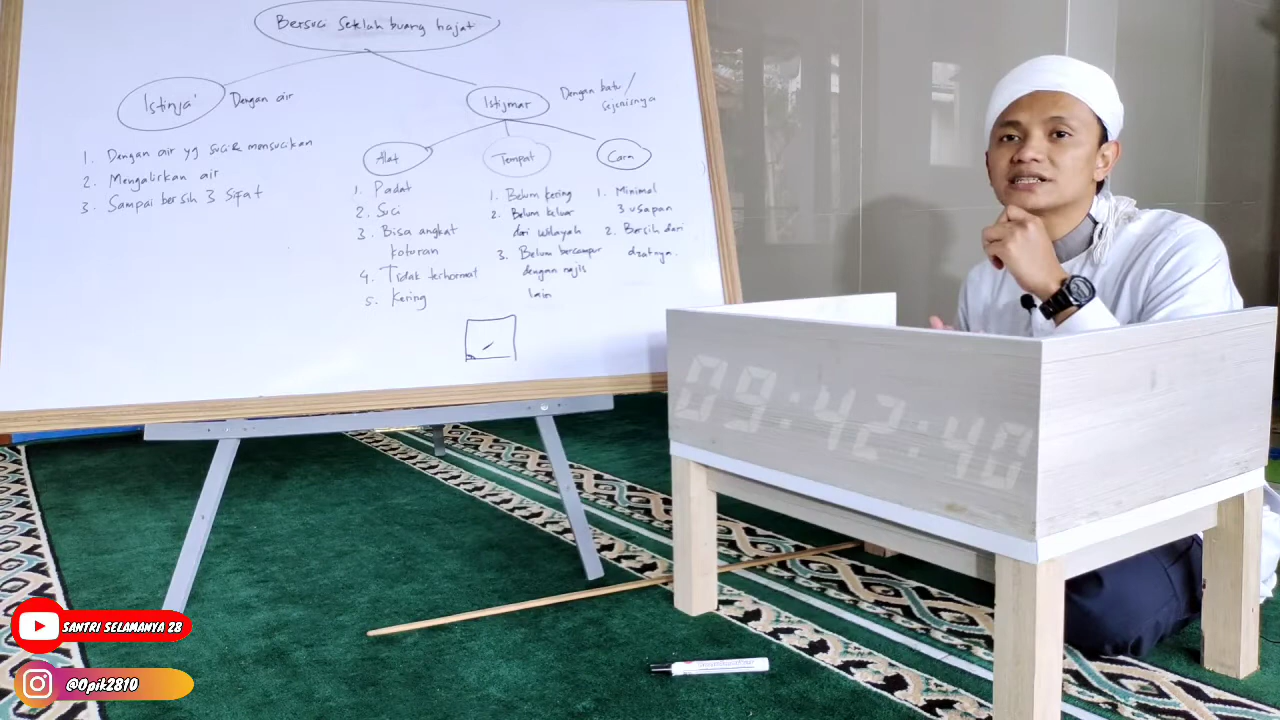 Bersuci Setelah buang hajat
Istinja'
Dengan air
1. Dengan air yg suci & mensucikan
2. Mengalirkan air
3. Sampai bersih 3 Sifat
Istijmar
Dengan batu/
sejenisnya
Alat
1. Padat
2. Suci
3. Bisa angkat
kotoran
4. Tidak terhormat
5. Kering
Tempat
1. Belum kering
2. Belum keluar
dari wilayah
3. Belum bercampur
dengan najis
lain
Cara
1. Minimal
3 usapan
2. Bersih dari
dzatnya.
09:42:40
SANTRI SELAMANYA 28
@Opik2810